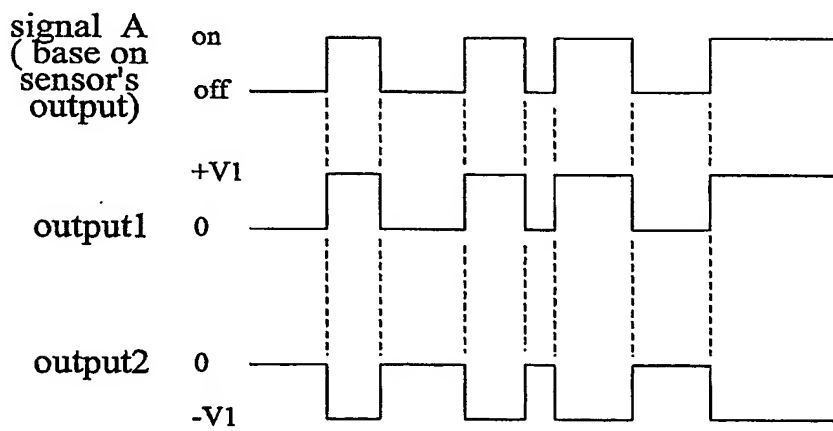 signal A
( base on
sensor's
output)
on
off
+V1
output1
0
output2
0
-V1